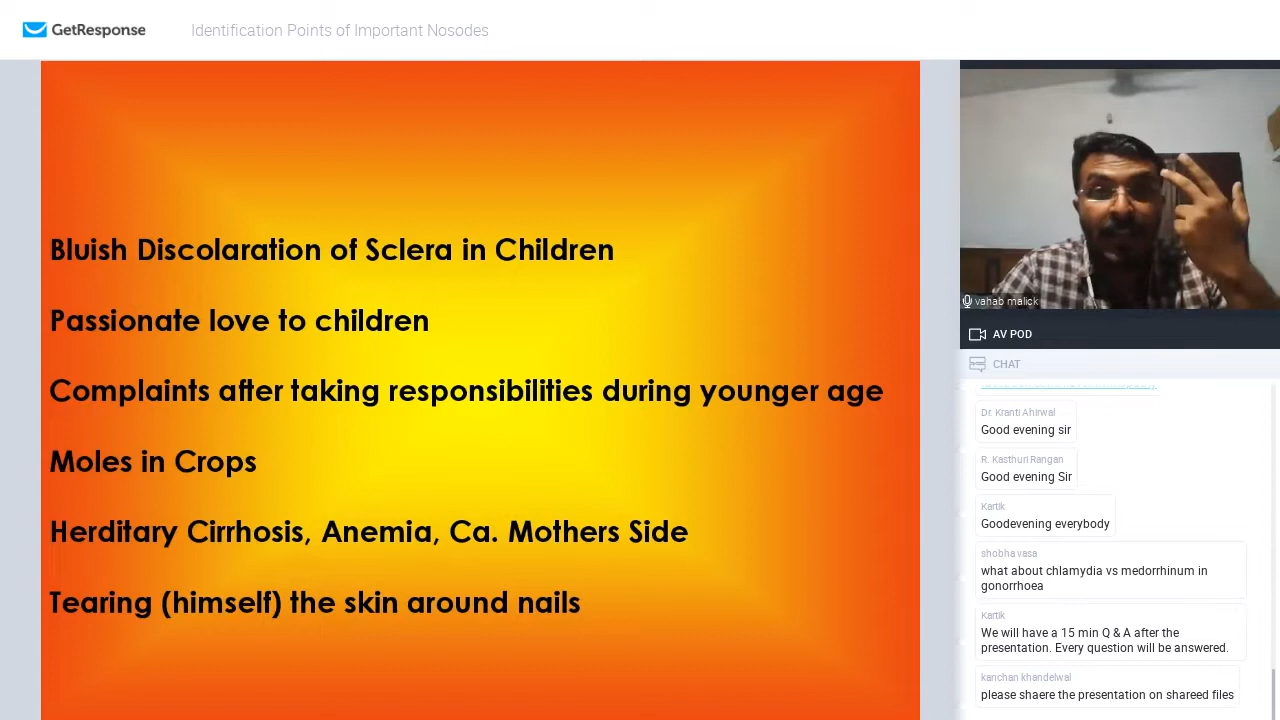 GetResponse
Identification Points of Important Nosodes
Bluish Discolaration of Sclera in Children
Passionate love to children
Complaints after taking responsibilities during younger age
Moles in Crops
Herditary Cirrhosis, Anemia, Ca. Mothers Side
Tearing (himself) the skin around nails
vahab malick
AV POD
CHAT
Dr. Kranti Ahirwal
Good evening sir
R. Kasthuri Rangan
Good evening Sir
Kartik
Goodevening everybody
shobha vasa
what about chlamydia vs medorrhinum in
gonorrhoea
Kartik
We will have a 15 min Q & A after the
presentation. Every question will be answered.
kanchan khandelwal
please shaere the presentation on shareed files